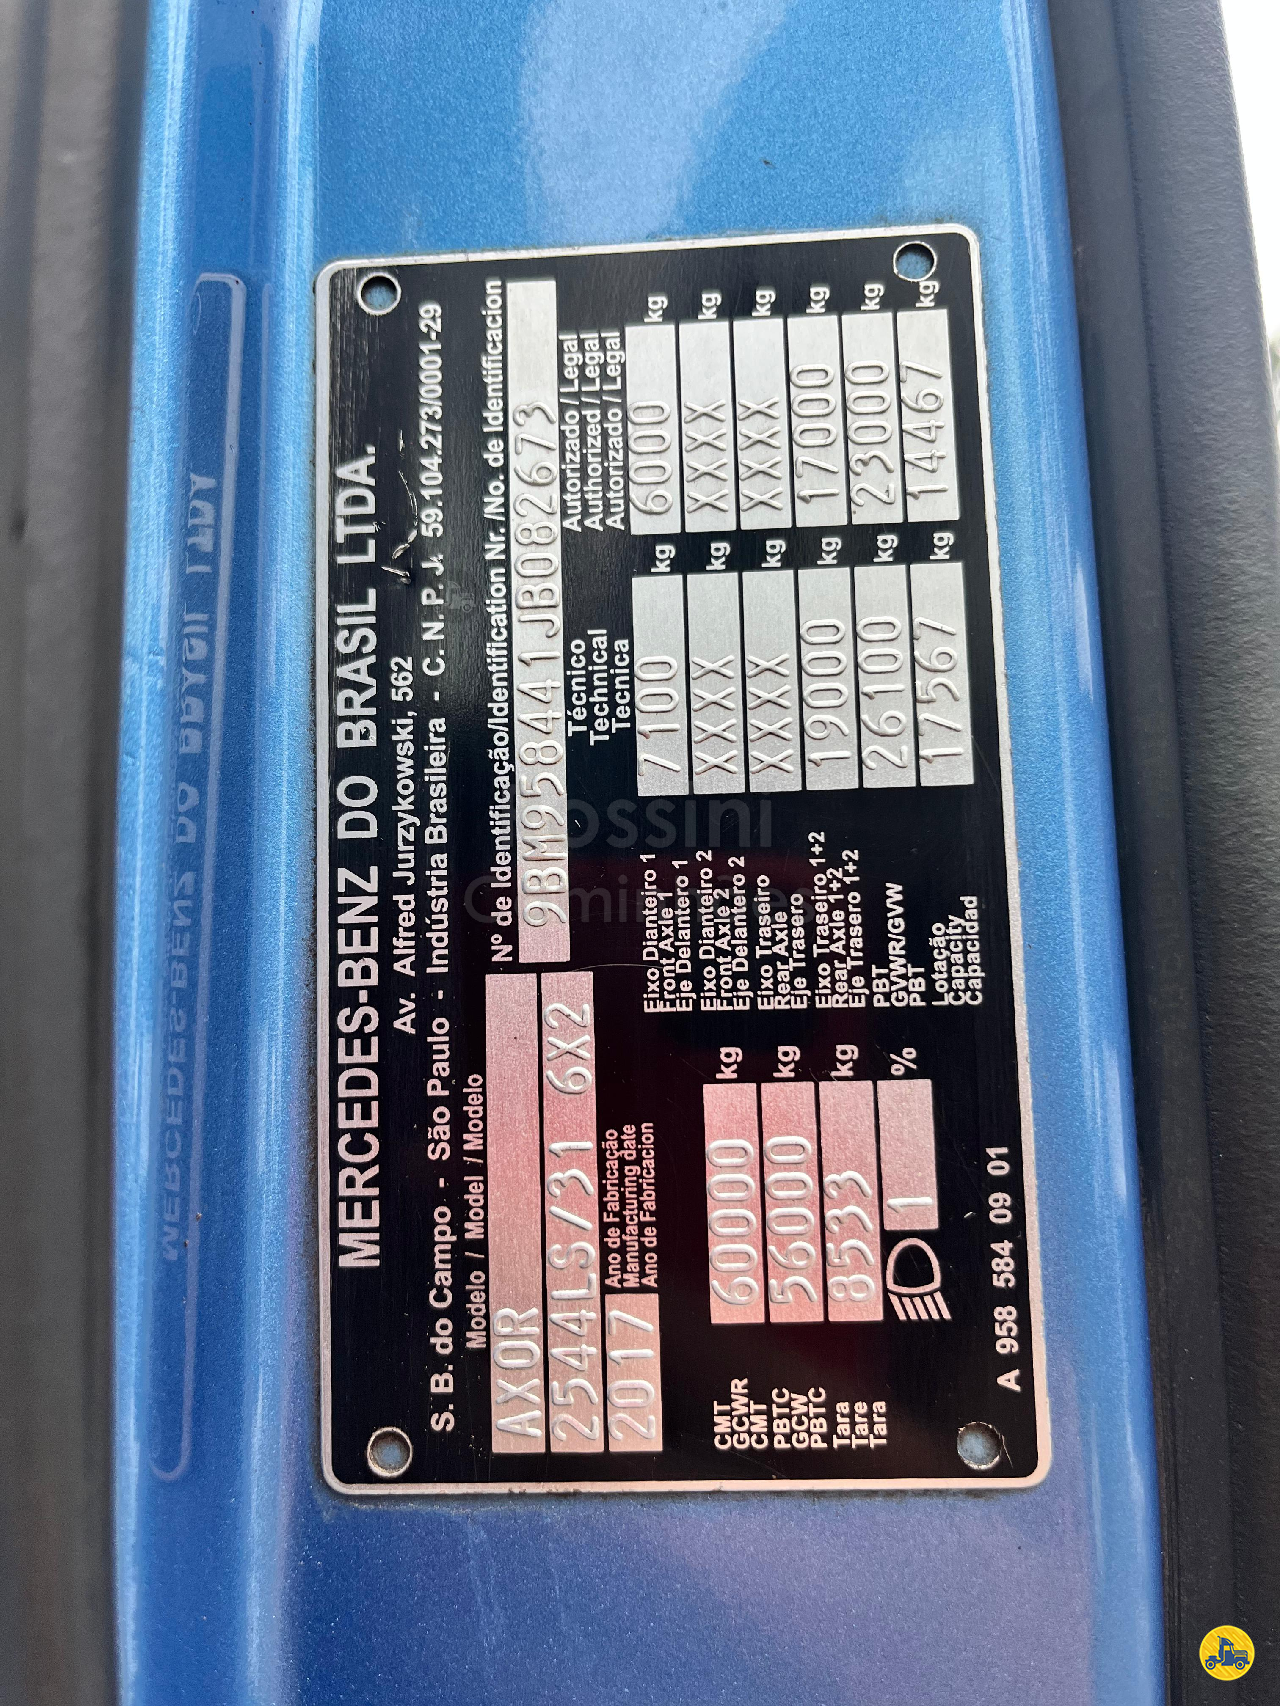 MERCEDES-BENZ DO BRASIL LTDA.
Av. Alfred Jurzykowski, 562
S. B. do Campo - São Paulo - Indústria Brasileira - C. N. P. J. 59.104.273/0001-29
Modelo / Model / Modelo
Nº de Identificação/Identification Nr./No. de Identificacion
AXOR
9BM958441JB082673
2544LS/31 6X2
2017
Ano de Fabricação
Manufacturing date
Ano de Fabricacion
Técnico
Technical
Tecnica
Autorizado / Legal
Authorized / Legal
Autorizado / Legal
CMT
GCWR
CMT
60000 kg
PBTC
GCW
PBTC
56000 kg
Tara
Tare
Tara
8533 kg
1 %
Eixo Dianteiro 1
Front Axle 1
Eje Delantero 1
7100 kg 6000 kg
Eixo Dianteiro 2
Front Axle 2
Eje Delantero 2
XXXX kg XXXX kg
Eixo Traseiro
Rear Axle
Eje Trasero
XXXX kg XXXX kg
Eixo Traseiro 1+2
Rear Axle 1+2
Eje Trasero 1+2
19000 kg 17000 kg
PBT
GVWR/GVW
PBT
26100 kg 23000 kg
Lotação
Capacity
Capacidad
17567 kg 14467 kg
A 958 584 09 01